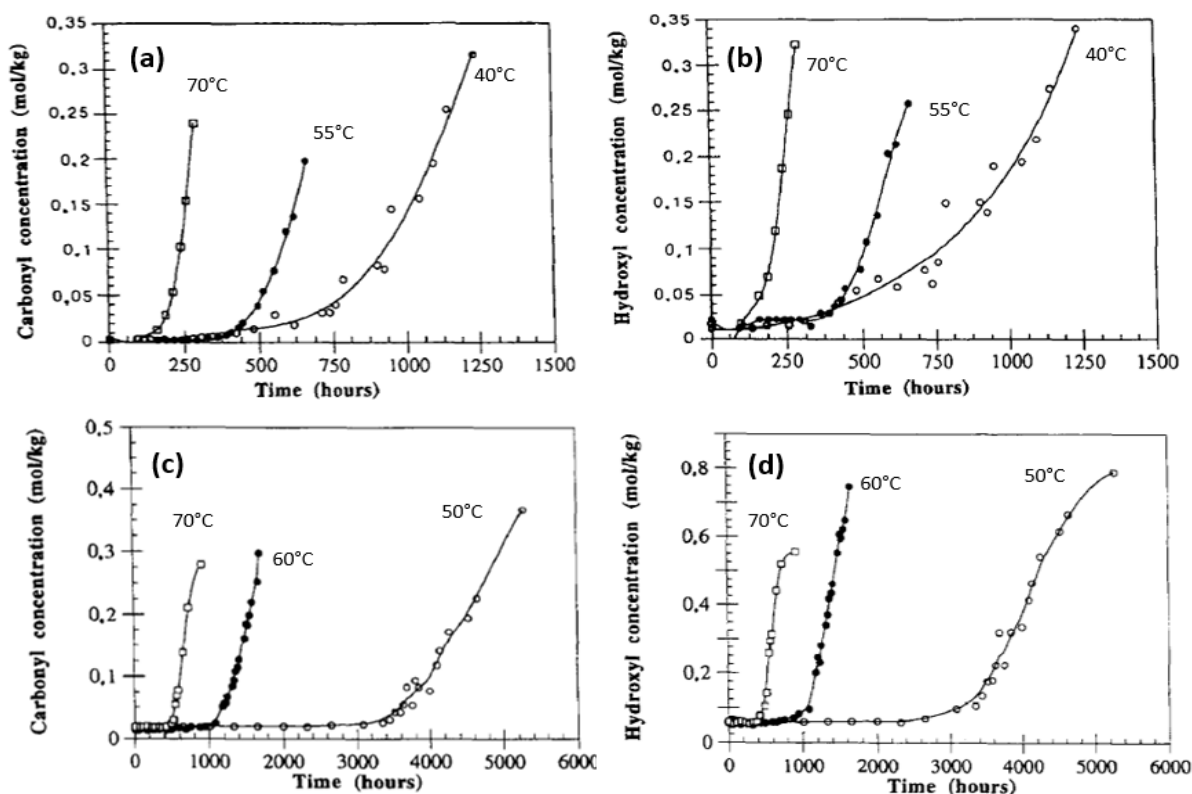 0.35
0.3
0.25
0.2
0.15
0.1
0.05
0
Carbonyl concentration (mol/kg)
(a)
70°C
55°C
40°C
0 250 500 750 1000 1250 1500
Time (hours)
0.35
0.3
0.25
0.2
0.15
0.1
0.05
0
Hydroxyl concentration (mol/kg)
(b)
70°C
55°C
40°C
0 250 500 750 1000 1250 1500
Time (hours)
0.5
0.4
0.3
0.2
0.1
0
Carbonyl concentration (mol/kg)
(c)
70°C
60°C
50°C
0 1000 2000 3000 4000 5000 6000
Time (hours)
0.8
0.6
0.4
0.2
0
Hydroxyl concentration (mol/kg)
(d)
70°C
60°C
50°C
0 1000 2000 3000 4000 5000 6000
Time (hours)